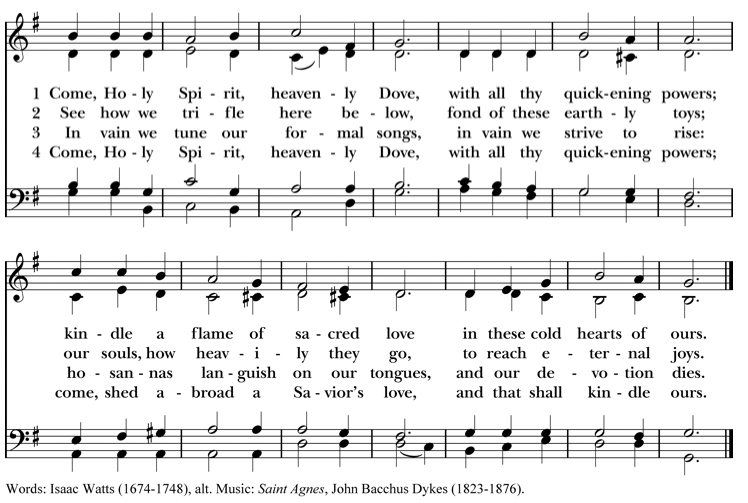 1 Come, Ho - ly Spi - rit, heaven - ly Dove, with all thy quick-ening powers;
2 See how we tri - fle here be - low, fond of these earth - ly toys;
3 In vain we tune our for - mal songs, in vain we strive to rise:
4 Come, Ho - ly Spi - rit, heaven - ly Dove, with all thy quick-ening powers;
kin - dle a flame of sa - cred love in these cold hearts of ours.
our souls, how heav - i - ly they go, to reach e - ter - nal joys.
ho - san - nas lan - guish on our tongues, and our de - vo - tion dies.
come, shed a - broad a Sa - vior's love, and that shall kin - dle ours.
Words: Isaac Watts (1674-1748), alt. Music: Saint Agnes, John Bacchus Dykes (1823-1876).